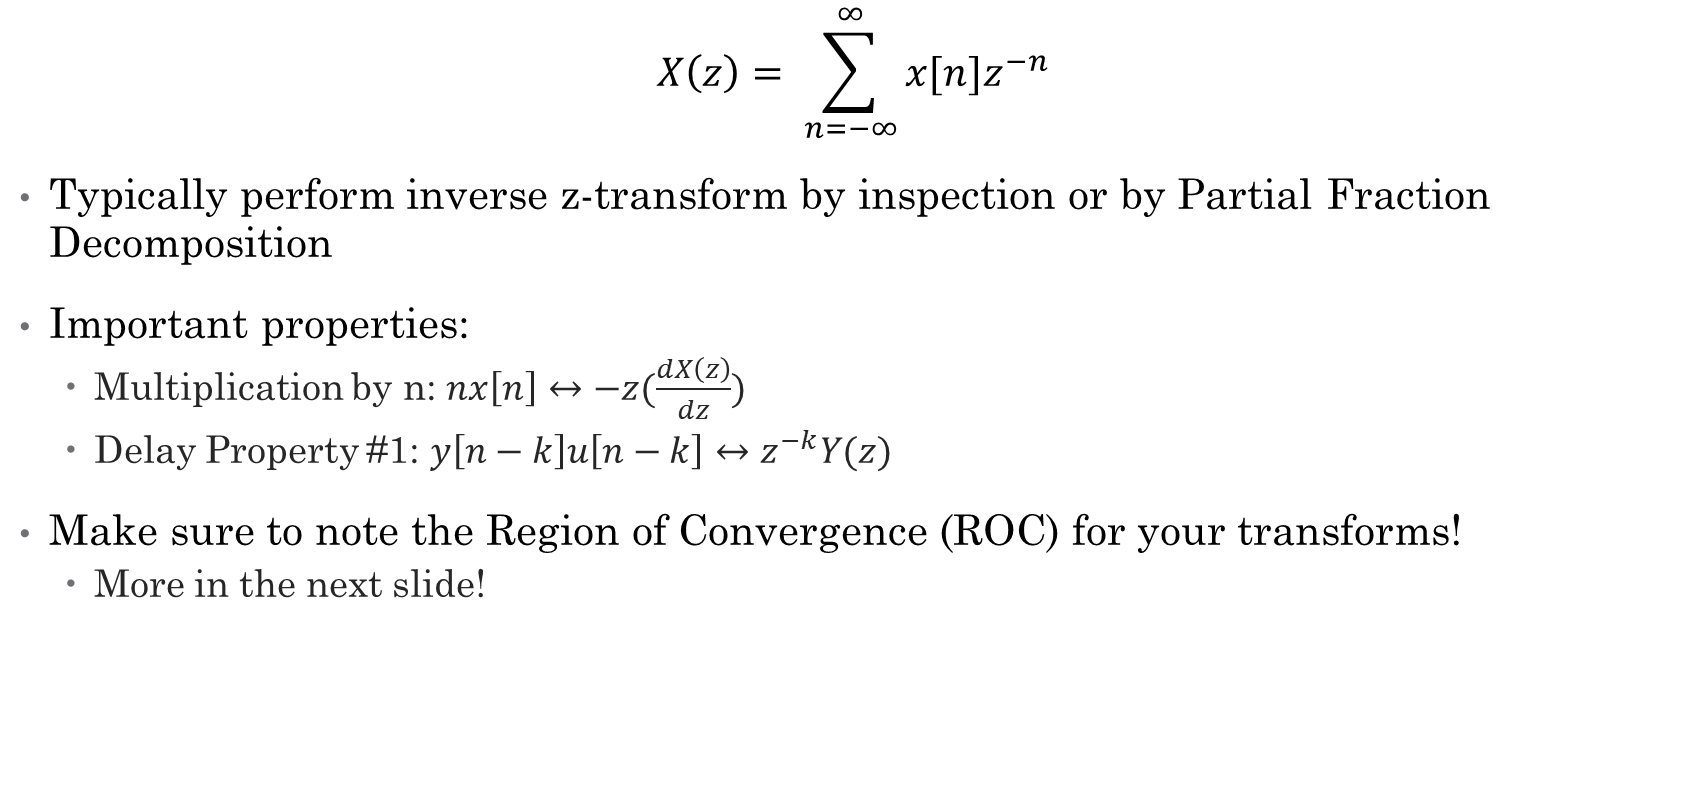 X(z) = ∑_{n=-∞}^{∞} x[n]z^{-n}
• Typically perform inverse z-transform by inspection or by Partial Fraction
Decomposition
• Important properties:
• Multiplication by n: nx[n] ↔ −z(dX(z)/dz)
• Delay Property #1: y[n − k]u[n − k] ↔ z^{−k}Y(z)
• Make sure to note the Region of Convergence (ROC) for your transforms!
• More in the next slide!